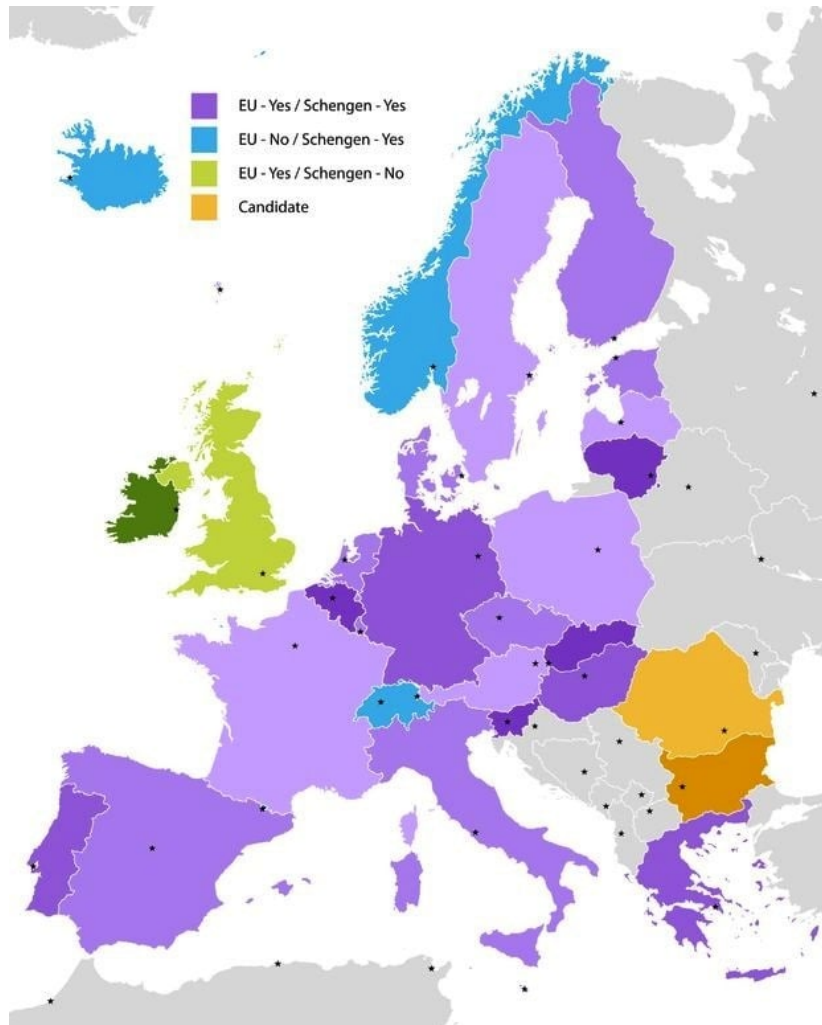 EU - Yes / Schengen - Yes
EU - No / Schengen - Yes
EU - Yes / Schengen - No
Candidate